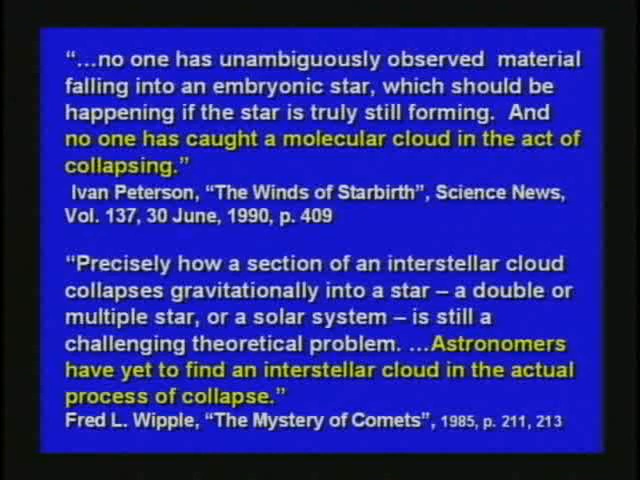 “…no one has unambiguously observed material
falling into an embryonic star, which should be
happening if the star is truly still forming. And
no one has caught a molecular cloud in the act of
collapsing.”
Ivan Peterson, “The Winds of Starbirth”, Science News,
Vol. 137, 30 June, 1990, p. 409
“Precisely how a section of an interstellar cloud
collapses gravitationally into a star – a double or
multiple star, or a solar system – is still a
challenging theoretical problem. …Astronomers
have yet to find an interstellar cloud in the actual
process of collapse.”
Fred L. Wipple, “The Mystery of Comets”, 1985, p. 211, 213